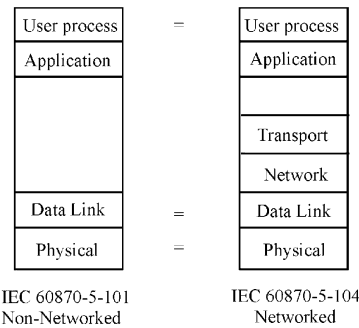 User process = User process
Application Application
Transport
Network
Data Link = Data Link
Physical = Physical
IEC 60870-5-101 IEC 60870-5-104
Non-Networked Networked